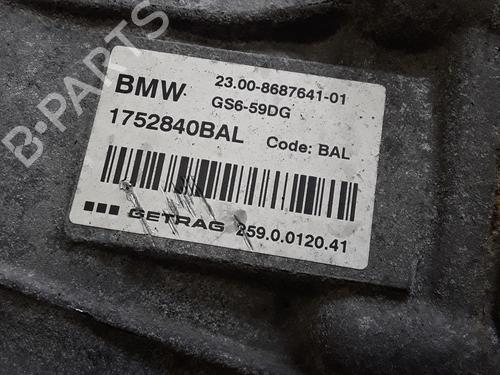 B-PARTS
BMW
23.00-8687641-01
GS6-59DG
1752840BAL
Code: BAL
GETRAG
259.0.0120.41